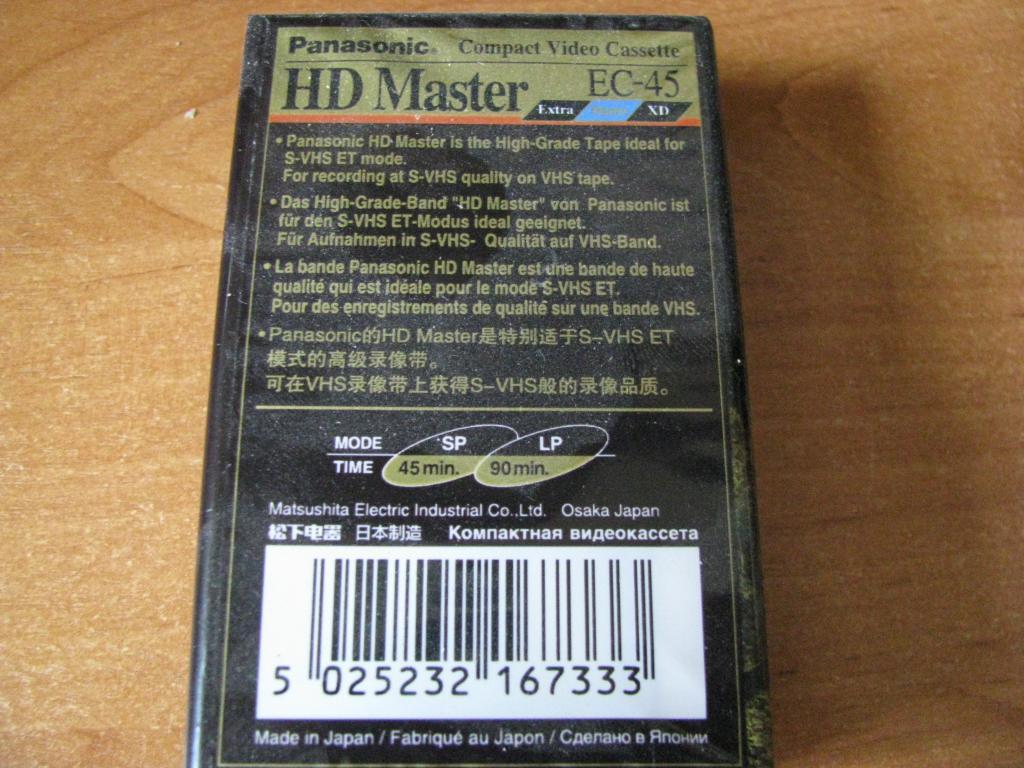 Panasonic Compact Video Cassette
HD Master EC-45
Extra XD
• Panasonic HD Master is the High-Grade Tape ideal for
S-VHS ET mode.
For recording at S-VHS quality on VHS tape.
• Das High-Grade-Band "HD Master" von Panasonic ist
für den S-VHS ET-Modus ideal geeignet.
Für Aufnahmen in S-VHS- Qualität auf VHS-Band.
• La bande Panasonic HD Master est une bande de haute
qualité qui est idéale pour le mode S-VHS ET.
Pour des enregistrements de qualité sur une bande VHS.
• Panasonic的HD Master是特别适于S-VHS ET
模式的高级录像带。
可在VHS录像带上获得S-VHS般的录像品质。
MODE SP LP
TIME 45 min. 90 min.
Matsushita Electric Industrial Co.,Ltd. Osaka Japan
松下电器 日本制造 Компактная видеокассета
5 025232 167333
Made in Japan / Fabriqué au Japon / Сделано в Японии